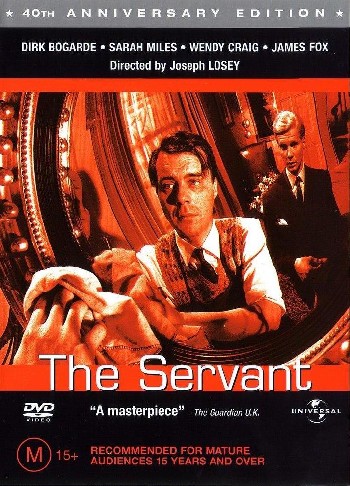 ★ 40TH ANNIVERSARY EDITION ★
DIRK BOGARDE • SARAH MILES • WENDY CRAIG • JAMES FOX
Directed by Joseph LOSEY
The Servant
DVD
VIDEO
"A masterpiece" The Guardian U.K.
UNIVERSAL
M 15+
RECOMMENDED FOR MATURE
AUDIENCES 15 YEARS AND OVER